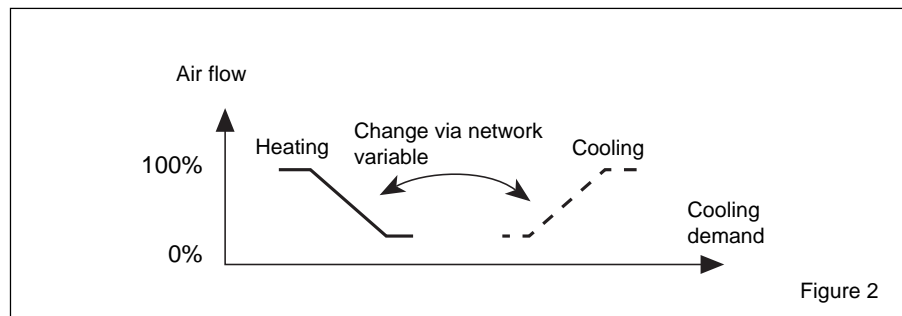 Air flow
Heating
Change via network
variable
Cooling
100%
Cooling
demand
0%
Figure 2